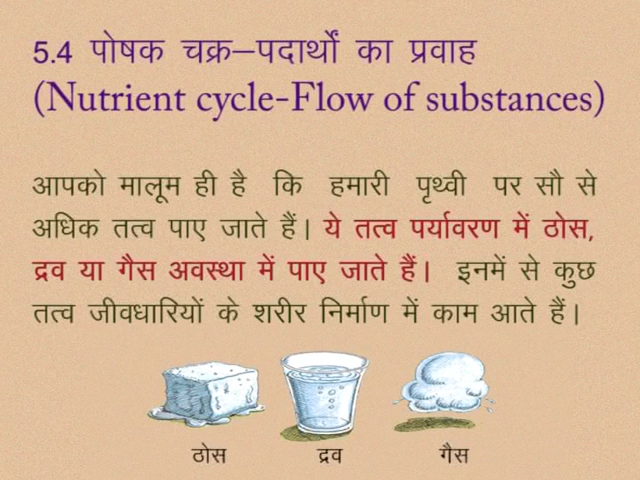 5.4 पोषक चक्र–पदार्थों का प्रवाह
(Nutrient cycle-Flow of substances)
आपको मालूम ही है कि हमारी पृथ्वी पर सौ से
अधिक तत्व पाए जाते हैं। ये तत्व पर्यावरण में ठोस,
द्रव या गैस अवस्था में पाए जाते हैं। इनमें से कुछ
तत्व जीवधारियों के शरीर निर्माण में काम आते हैं।
ठोस द्रव गैस